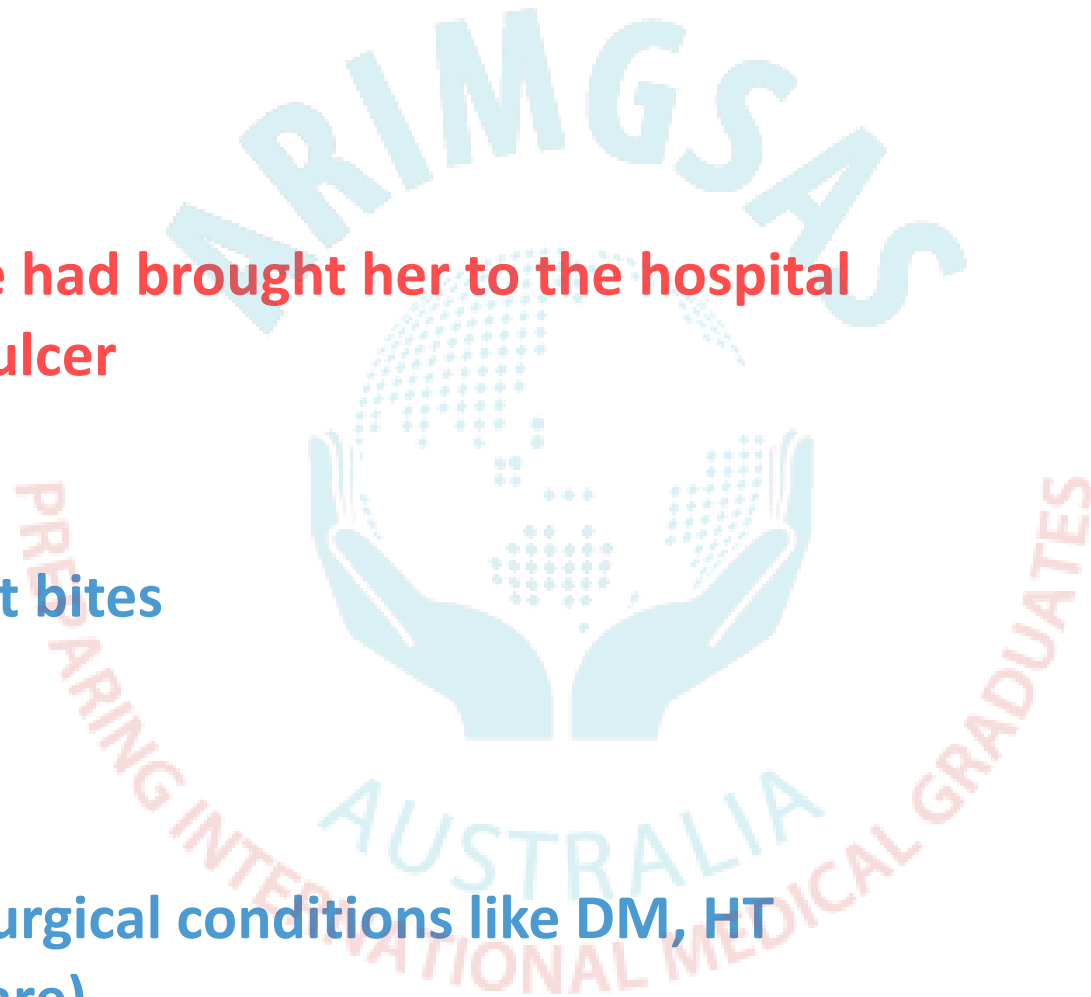 ARIMGSAS
e had brought her to the hospital
ulcer
t bites
urgical conditions like DM, HT
are)
AUSTRALIA
PREPARING INTERNATIONAL MEDICAL GRADUATES